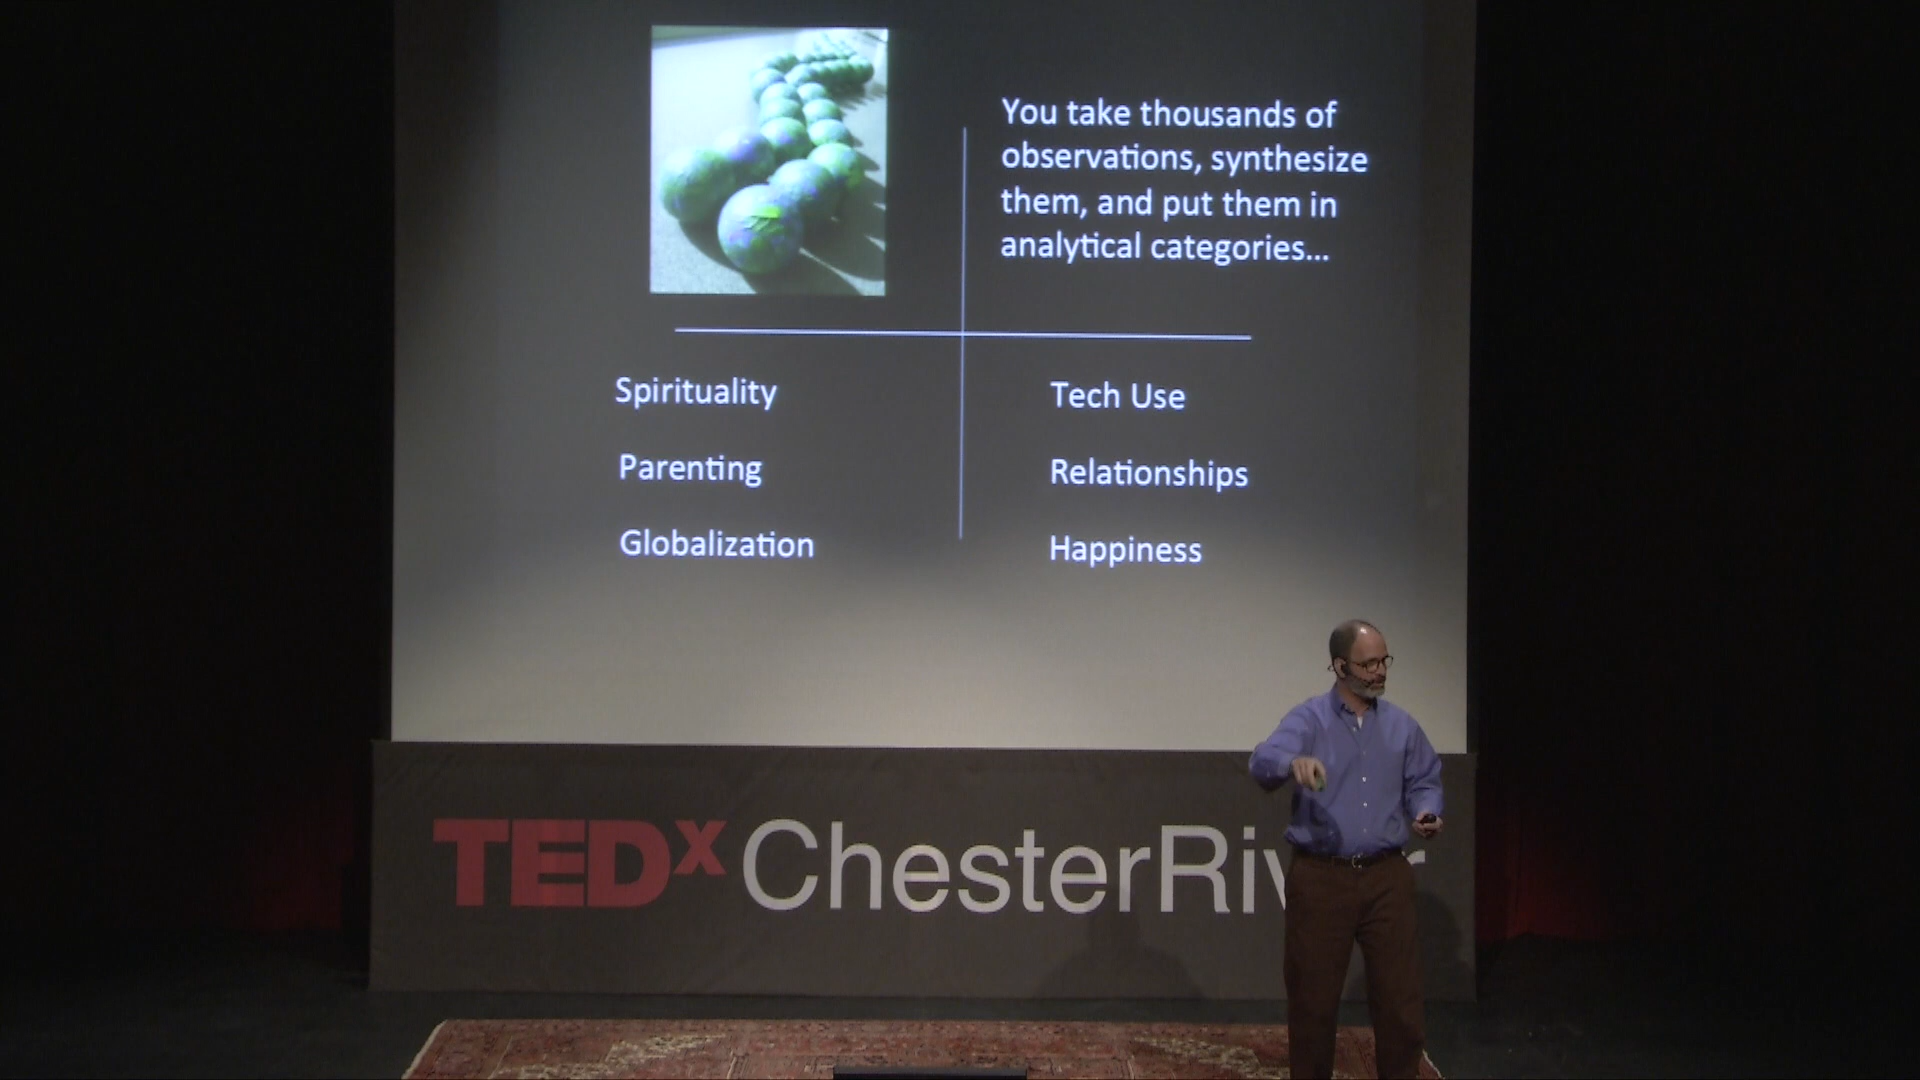 You take thousands of
observations, synthesize
them, and put them in
analytical categories...
Spirituality
Tech Use
Parenting
Relationships
Globalization
Happiness
TEDx ChesterRiver